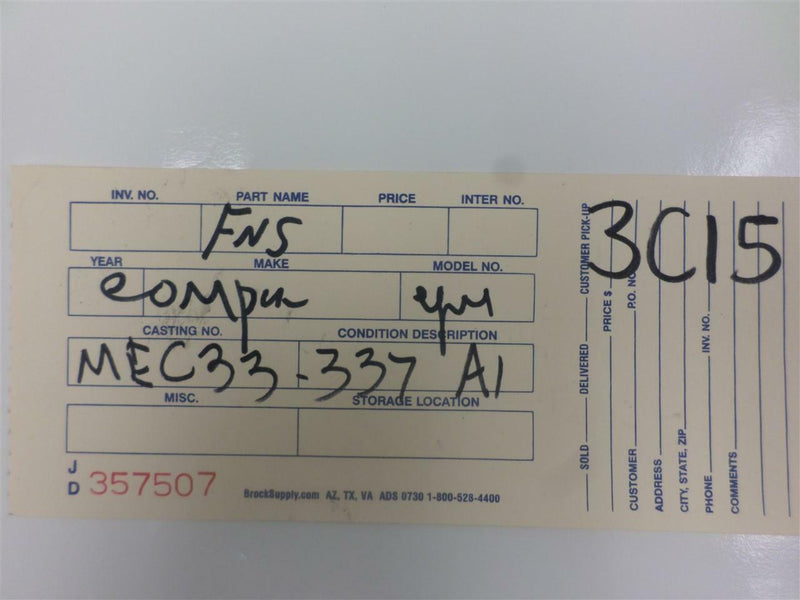 INV. NO. PART NAME PRICE INTER NO.
FNS
YEAR MAKE MODEL NO.
CASTING NO. CONDITION DESCRIPTION
MEC33-337 A1
MISC. STORAGE LOCATION
J
D 357507
BrockSupply.com AZ, TX, VA ADS 0730 1-800-528-4400
3C15
SOLD DELIVERED CUSTOMER PICK-UP
PRICE $
CUSTOMER P.O. NO.
ADDRESS
CITY, STATE, ZIP
PHONE INV. NO.
COMMENTS